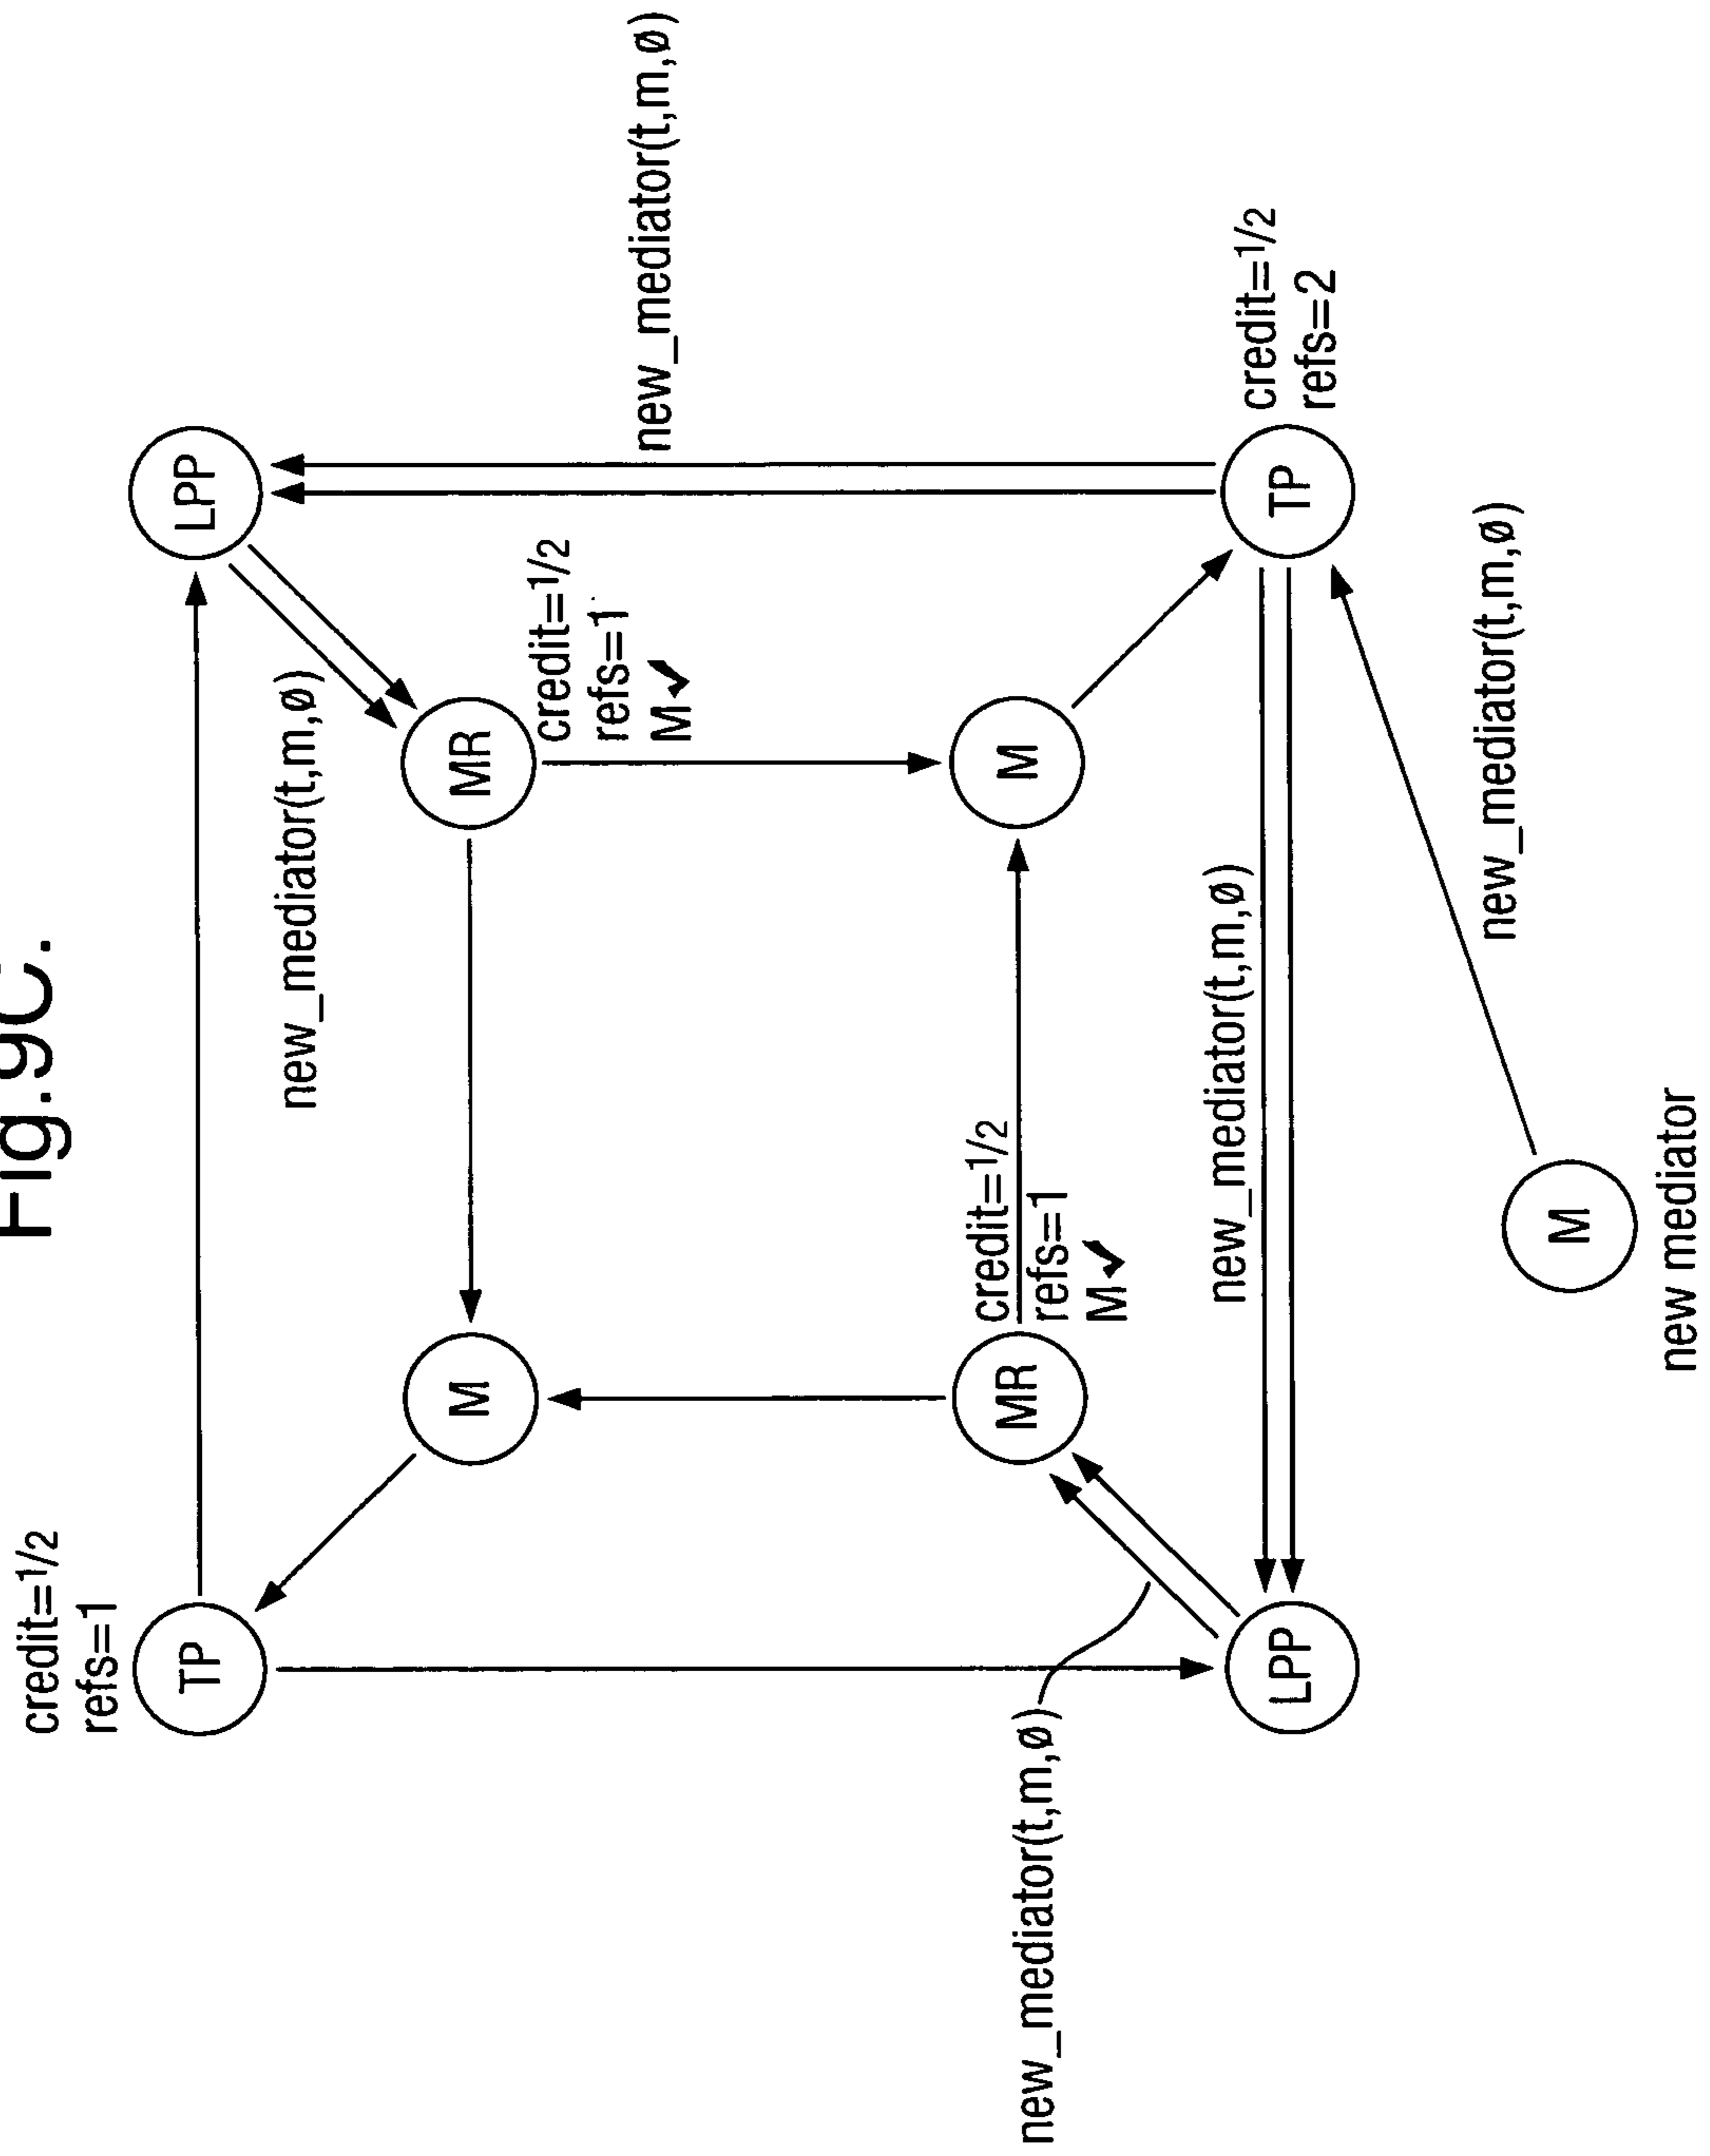 Fig.9C.
credit=1/2
refs=1
TP
LPP
new_mediator(t,m,ø)
M
MR
credit=1/2
refs=1
M✓
new_mediator(t,m,ø)
credit=1/2
refs=1
M✓
MR
M
new_mediator(t,m,ø)
new_mediator(t,m,ø)
credit=1/2
refs=2
LPP
TP
new_mediator(t,m,ø)
M
new mediator